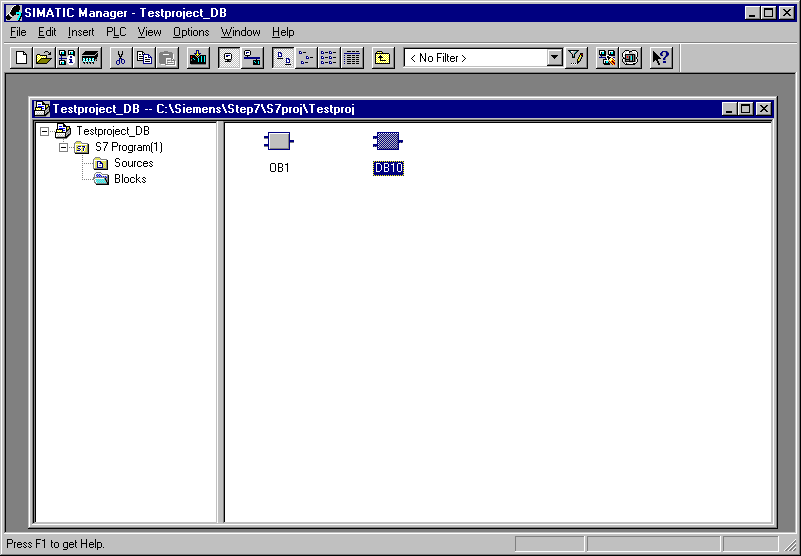 SIMATIC Manager - Testproject_DB
File Edit Insert PLC View Options Window Help
< No Filter >
Testproject_DB -- C:\Siemens\Step7\S7proj\Testproj
Testproject_DB
S7 Program(1)
Sources
Blocks
OB1 DB10
Press F1 to get Help.